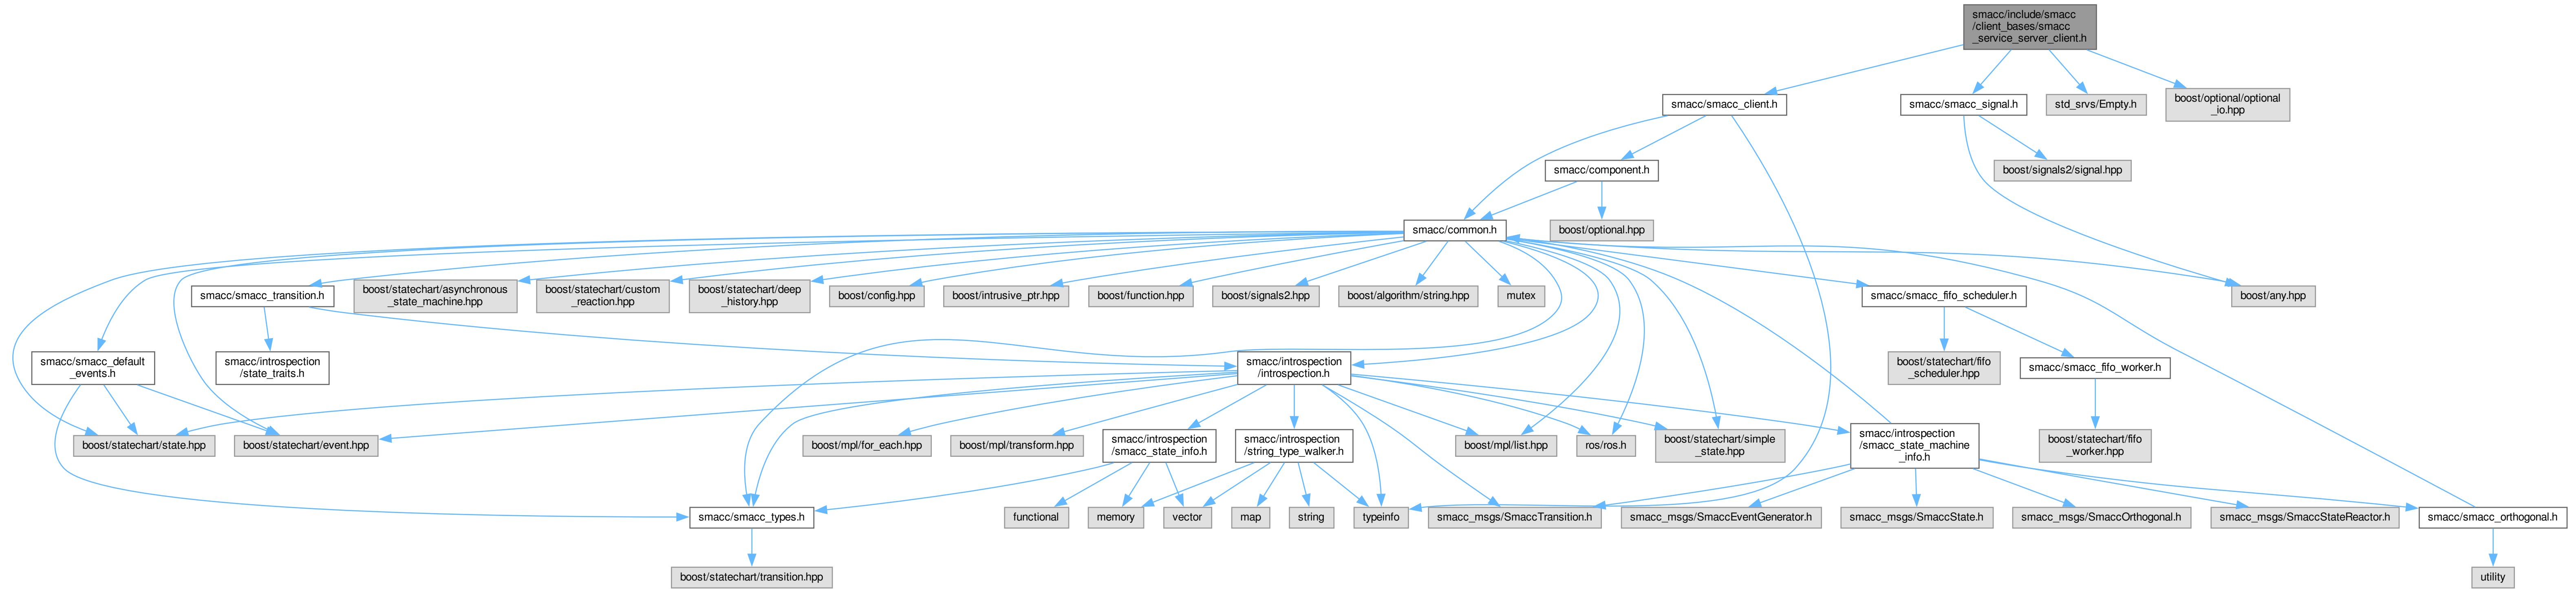 smacc/include/smacc
/client_bases/smacc
_service_server_client.h
smacc/smacc_client.h
smacc/smacc_signal.h
std_srvs/Empty.h
boost/optional/optional
_io.hpp
smacc/component.h
boost/signals2/signal.hpp
smacc/common.h
boost/optional.hpp
smacc/smacc_transition.h
boost/statechart/asynchronous
_state_machine.hpp
boost/statechart/custom
_reaction.hpp
boost/statechart/deep
_history.hpp
boost/config.hpp
boost/intrusive_ptr.hpp
boost/function.hpp
boost/signals2.hpp
boost/algorithm/string.hpp
mutex
smacc/smacc_fifo_scheduler.h
boost/any.hpp
smacc/smacc_default
_events.h
smacc/introspection
/state_traits.h
smacc/introspection
/introspection.h
boost/statechart/fifo
_scheduler.hpp
smacc/smacc_fifo_worker.h
boost/statechart/state.hpp
boost/statechart/event.hpp
boost/mpl/for_each.hpp
boost/mpl/transform.hpp
smacc/introspection
/smacc_state_info.h
smacc/introspection
/string_type_walker.h
boost/mpl/list.hpp
ros/ros.h
boost/statechart/simple
_state.hpp
smacc/introspection
/smacc_state_machine
_info.h
boost/statechart/fifo
_worker.hpp
smacc/smacc_types.h
functional
memory
vector
map
string
typeinfo
smacc_msgs/SmaccTransition.h
smacc_msgs/SmaccEventGenerator.h
smacc_msgs/SmaccState.h
smacc_msgs/SmaccOrthogonal.h
smacc_msgs/SmaccStateReactor.h
smacc/smacc_orthogonal.h
boost/statechart/transition.hpp
utility